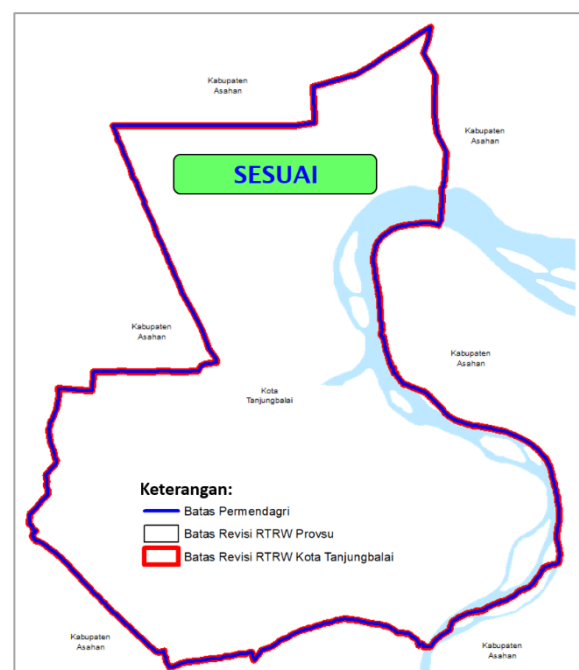 Kabupaten
Asahan
Kabupaten
Asahan
SESUAI
Kabupaten
Asahan
Kabupaten
Asahan
Kota
Tanjungbalai
Keterangan:
Batas Permendagri
Batas Revisi RTRW Provsu
Batas Revisi RTRW Kota Tanjungbalai
Kabupaten
Asahan
Kabupaten
Asahan